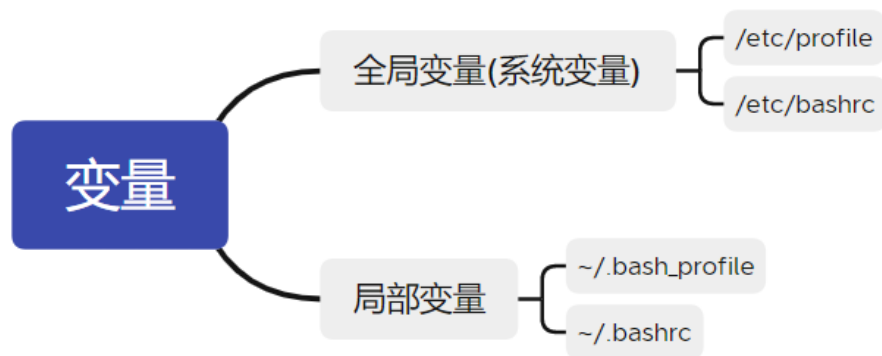 变量
全局变量(系统变量)
/etc/profile
/etc/bashrc
局部变量
~/.bash_profile
~/.bashrc